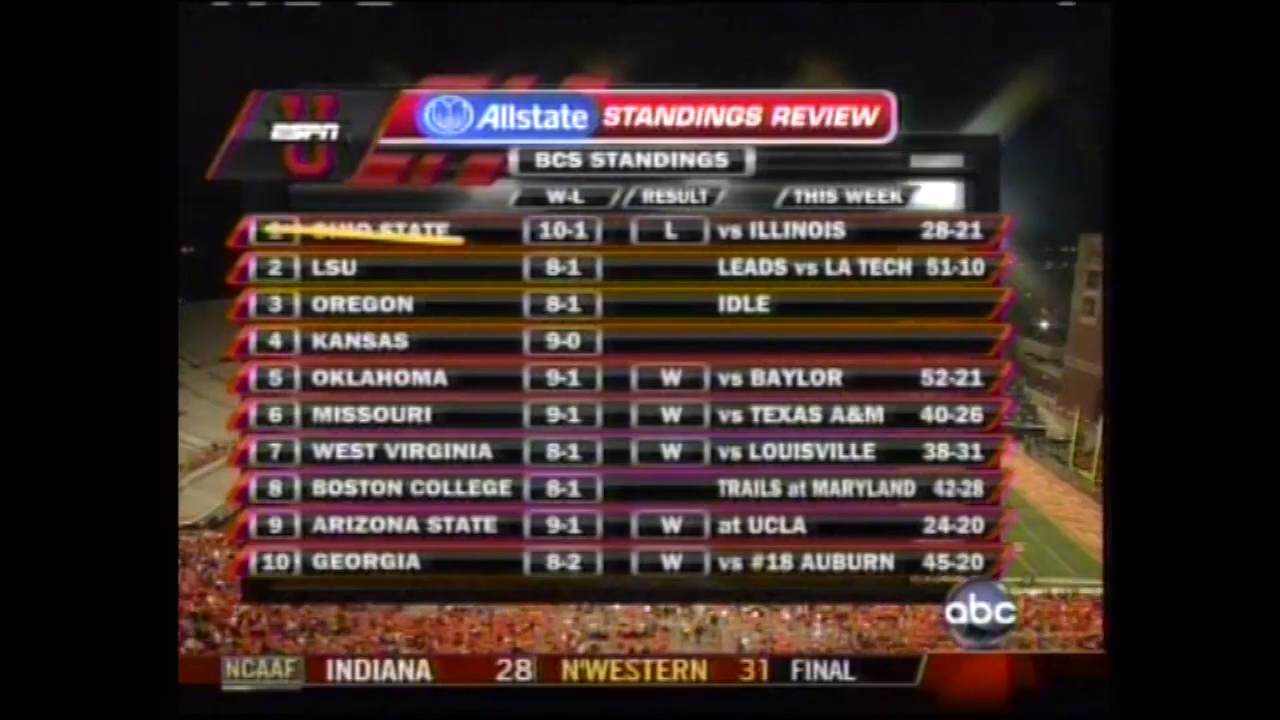 ESPN U
Allstate STANDINGS REVIEW
BCS STANDINGS
W-L RESULT THIS WEEK
1 OHIO STATE 10-1 L vs ILLINOIS 28-21
2 LSU 8-1 LEADS vs LA TECH 51-10
3 OREGON 8-1 IDLE
4 KANSAS 9-0
5 OKLAHOMA 9-1 W vs BAYLOR 52-21
6 MISSOURI 9-1 W vs TEXAS A&M 40-26
7 WEST VIRGINIA 8-1 W vs LOUISVILLE 38-31
8 BOSTON COLLEGE 8-1 TRAILS at MARYLAND 42-28
9 ARIZONA STATE 9-1 W at UCLA 24-20
10 GEORGIA 8-2 W vs #18 AUBURN 45-20
abc
NCAAF INDIANA 28 N'WESTERN 31 FINAL